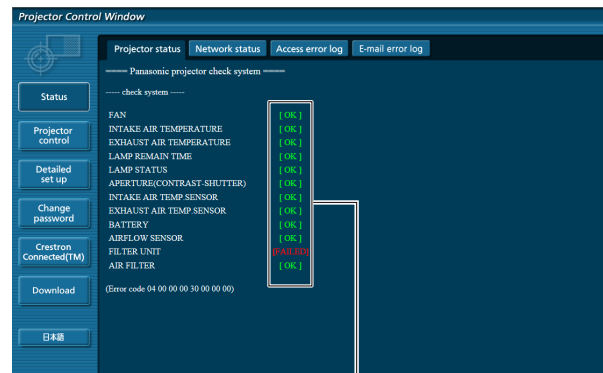 Projector Control Window
Projector status Network status Access error log E-mail error log
==== Panasonic projector check system ====
----- check system -----
Status
FAN [ OK ]
INTAKE AIR TEMPERATURE [ OK ]
Projector control
EXHAUST AIR TEMPERATURE [ OK ]
LAMP REMAIN TIME [ OK ]
LAMP STATUS [ OK ]
Detailed set up
APERTURE(CONTRAST-SHUTTER) [ OK ]
INTAKE AIR TEMP.SENSOR [ OK ]
EXHAUST AIR TEMP.SENSOR [ OK ]
Change password
BATTERY [ OK ]
AIRFLOW SENSOR [ OK ]
Crestron Connected(TM)
FILTER UNIT [FAILED]
AIR FILTER [ OK ]
Download
(Error code 04 00 00 00 30 00 00 00)
日本語